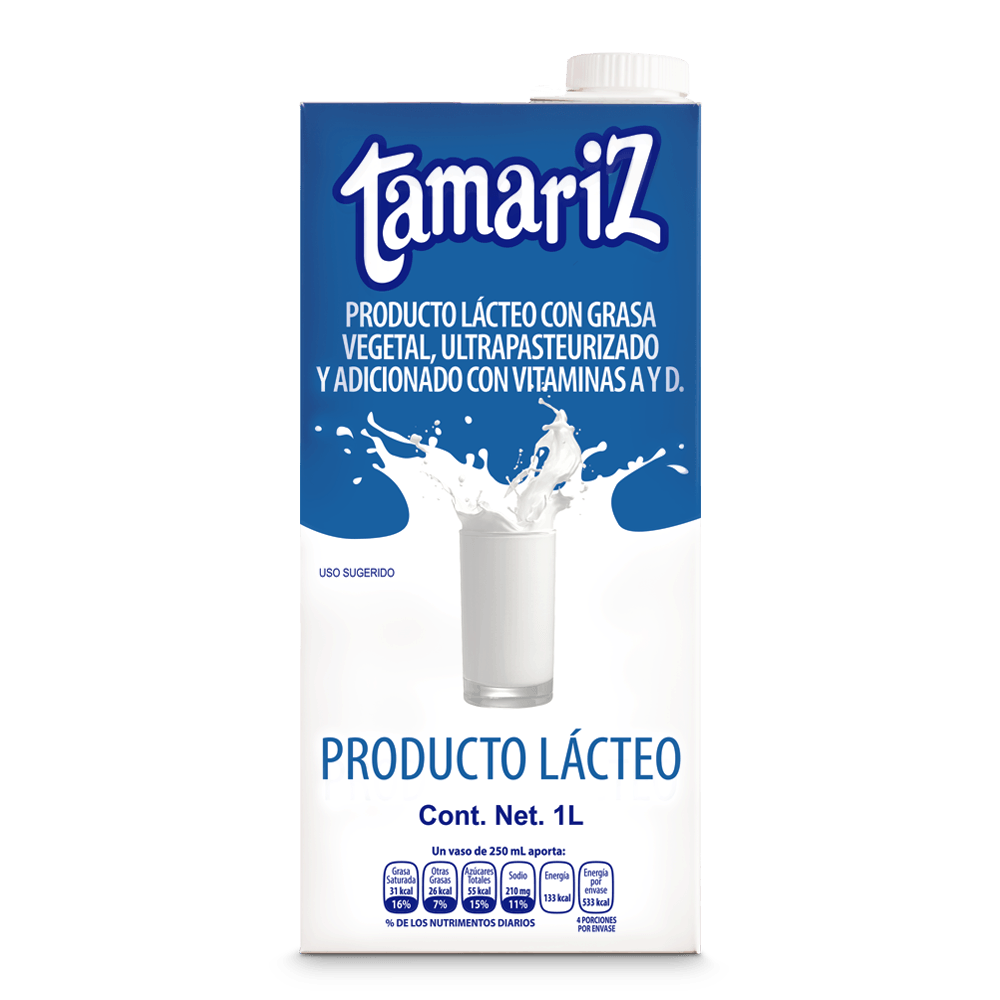 Tamariz
PRODUCTO LÁCTEO CON GRASA
VEGETAL, ULTRAPASTEURIZADO
Y ADICIONADO CON VITAMINAS A Y D.
USO SUGERIDO
PRODUCTO LÁCTEO
Cont. Net. 1L
Un vaso de 250 mL aporta:
Grasa
Saturada
31 kcal
16%
Otras
Grasas
26 kcal
7%
Azúcares
Totales
55 kcal
15%
Sodio
210 mg
11%
Energía
133 kcal
Energía
por
envase
533 kcal
% DE LOS NUTRIMENTOS DIARIOS
4 PORCIONES
POR ENVASE